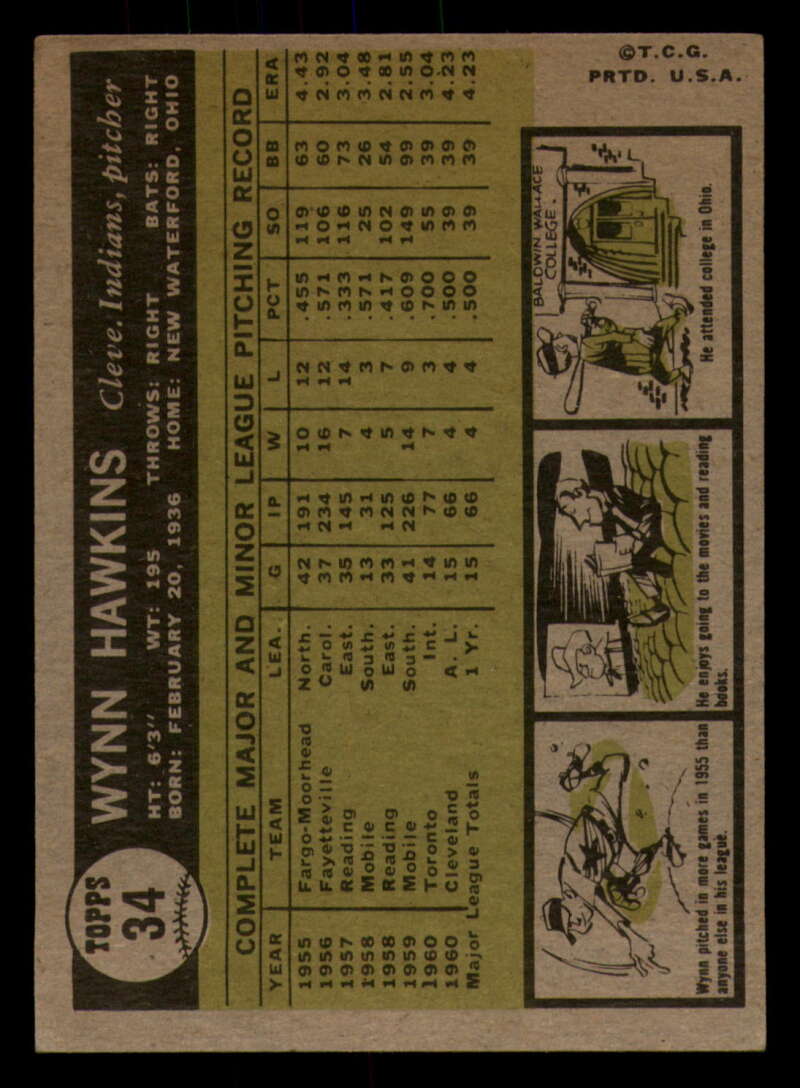 TOPPS
34
WYNN HAWKINS Cleve. Indians, pitcher
HT: 6'3" WT: 195 THROWS: RIGHT BATS: RIGHT
BORN: FEBRUARY 20, 1936 HOME: NEW WATERFORD, OHIO
COMPLETE MAJOR AND MINOR LEAGUE PITCHING RECORD
YEAR TEAM LEA. G IP W L PCT SO BB ERA
1955 Fargo-Moorhead North. 42 191 10 12 .455 119 63 4.43
1956 Fayetteville Carol. 37 234 16 12 .571 106 60 2.92
1957 Reading East. 35 145 7 14 .333 116 73 3.04
1958 Mobile South. 13 31 4 3 .571 25 26 3.48
1958 Reading East. 33 125 5 7 .417 102 54 2.81
1959 Mobile South. 41 226 14 9 .609 149 99 2.55
1960 Toronto Int. 14 77 7 3 .700 55 39 3.04
1960 Cleveland A. L. 15 66 4 4 .500 39 39 4.23
Major League Totals 1 Yr. 15 66 4 4 .500 39 39 4.23
Wynn pitched in more games in 1955 than
anyone else in his league.
He enjoys going to the movies and reading
books.
BALDWIN WALLACE
COLLEGE.
He attended college in Ohio.
©T.C.G.
PRTD. U.S.A.